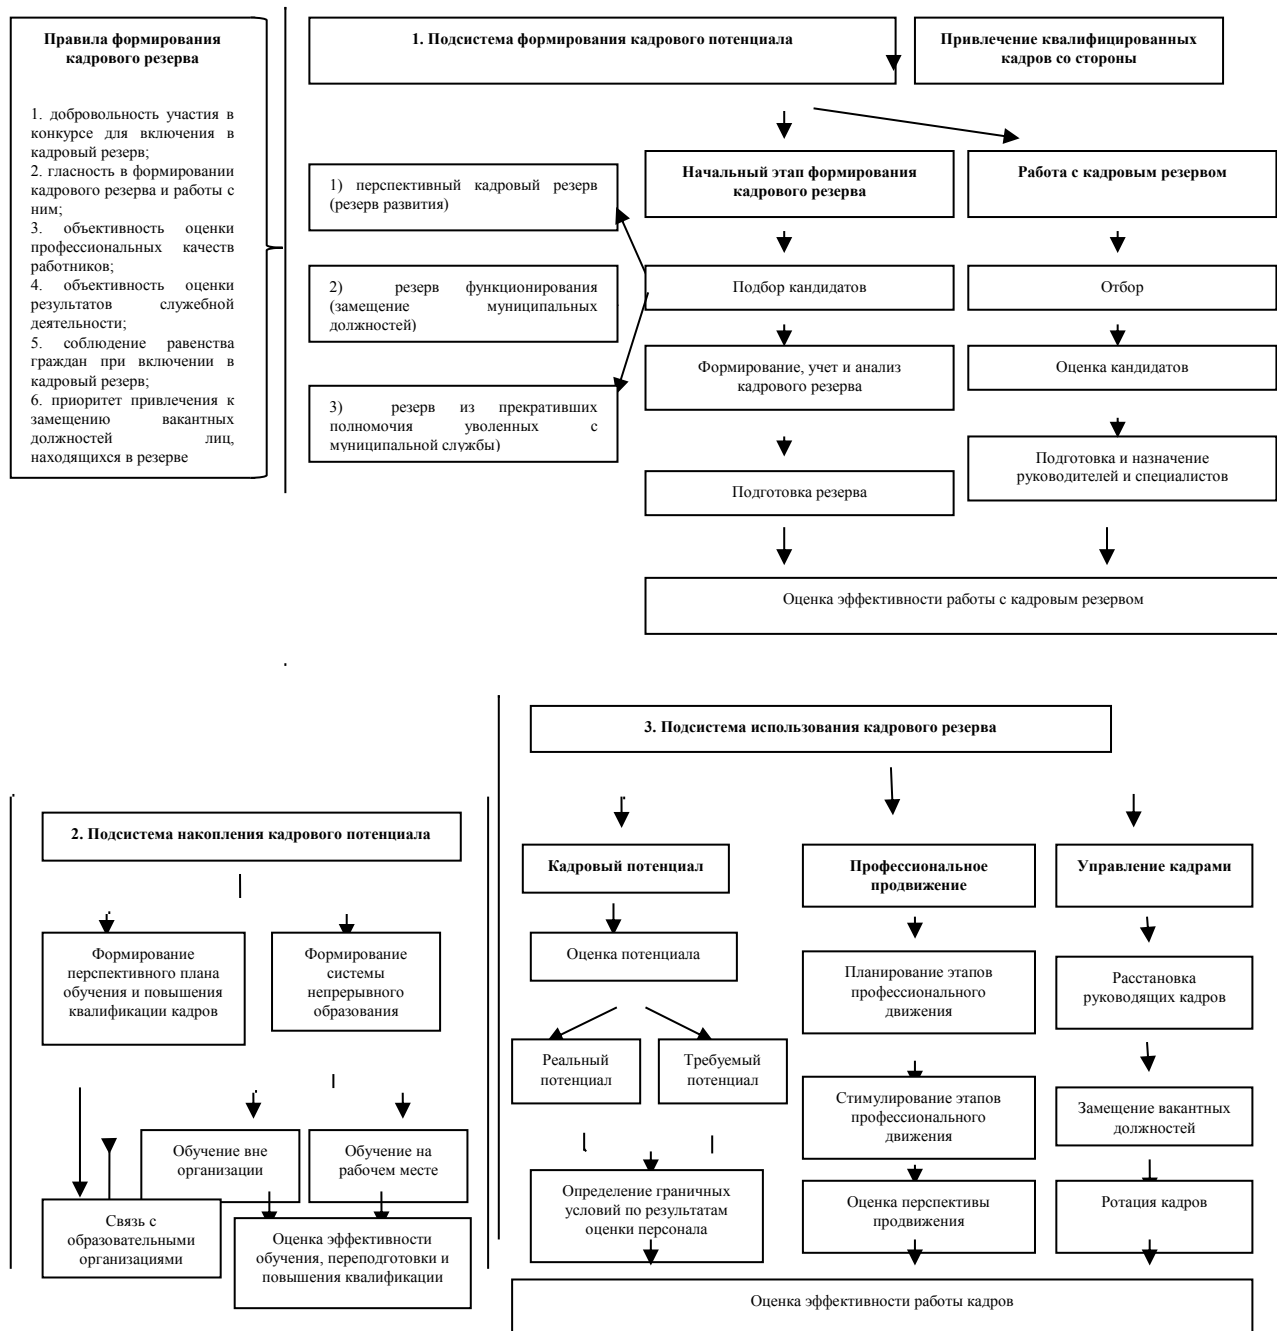 Правила формирования
кадрового резерва
1. добровольность участия в
конкурсе для включения в
кадровый резерв;
2. гласность в формировании
кадрового резерва и работы с
ним;
3. объективность оценки
профессиональных качеств
работников;
4. объективность оценки
результатов служебной
деятельности;
5. соблюдение равенства
граждан при включении в
кадровый резерв;
6. приоритет привлечения к
замещению вакантных
должностей лиц,
находящихся в резерве
1. Подсистема формирования кадрового потенциала
Привлечение квалифицированных
кадров со стороны
1) перспективный кадровый резерв
(резерв развития)
2) резерв функционирования
(замещение муниципальных
должностей)
3) резерв из прекративших
полномочия уволенных с
муниципальной службы)
Начальный этап формирования
кадрового резерва
Подбор кандидатов
Формирование, учет и анализ
кадрового резерва
Подготовка резерва
Работа с кадровым резервом
Отбор
Оценка кандидатов
Подготовка и назначение
руководителей и специалистов
Оценка эффективности работы с кадровым резервом
2. Подсистема накопления кадрового потенциала
Формирование
перспективного плана
обучения и повышения
квалификации кадров
Формирование
системы
непрерывного
образования
Обучение вне
организации
Обучение на
рабочем месте
Связь с
образовательными
организациями
Оценка эффективности
обучения, переподготовки и
повышения квалификации
3. Подсистема использования кадрового резерва
Кадровый потенциал
Оценка потенциала
Реальный
потенциал
Требуемый
потенциал
Определение граничных
условий по результатам
оценки персонала
Профессиональное
продвижение
Планирование этапов
профессионального
движения
Стимулирование этапов
профессионального
движения
Оценка перспективы
продвижения
Управление кадрами
Расстановка
руководящих кадров
Замещение вакантных
должностей
Ротация кадров
Оценка эффективности работы кадров